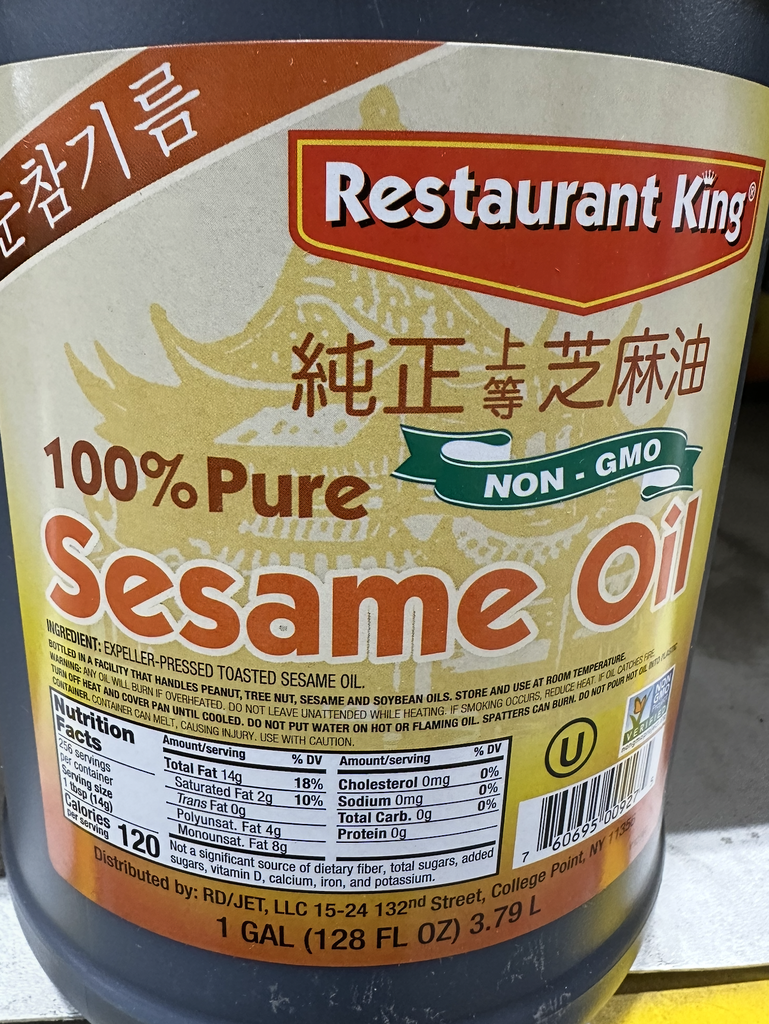 순참기름
Restaurant King®
純正上等芝麻油
100% Pure
NON - GMO
Sesame Oil
INGREDIENT: EXPELLER-PRESSED TOASTED SESAME OIL.
BOTTLED IN A FACILITY THAT HANDLES PEANUT, TREE NUT, SESAME AND SOYBEAN OILS. STORE AND USE AT ROOM TEMPERATURE.
WARNING: ANY OIL WILL BURN IF OVERHEATED. DO NOT LEAVE UNATTENDED WHILE HEATING. IF SMOKING OCCURS, REDUCE HEAT. IF OIL CATCHES FIRE,
TURN OFF HEAT AND COVER PAN UNTIL COOLED. DO NOT PUT WATER ON HOT OR FLAMING OIL. SPATTERS CAN BURN. DO NOT POUR HOT OIL INTO PLASTIC
CONTAINER. CONTAINER CAN MELT, CAUSING INJURY. USE WITH CAUTION.
Nutrition
Facts
256 servings
per container
Serving size
1 tbsp (14g)
Calories
per serving 120
Amount/serving % DV
Total Fat 14g 18%
Saturated Fat 2g 10%
Trans Fat 0g
Polyunsat. Fat 4g
Monounsat. Fat 8g
Amount/serving % DV
Cholesterol 0mg 0%
Sodium 0mg 0%
Total Carb. 0g 0%
Protein 0g
Not a significant source of dietary fiber, total sugars, added
sugars, vitamin D, calcium, iron, and potassium.
U
NON
GMO
VERIFIED
7 60695 00927
Distributed by: RD/JET, LLC 15-24 132nd Street, College Point, NY
1 GAL (128 FL OZ) 3.79 L